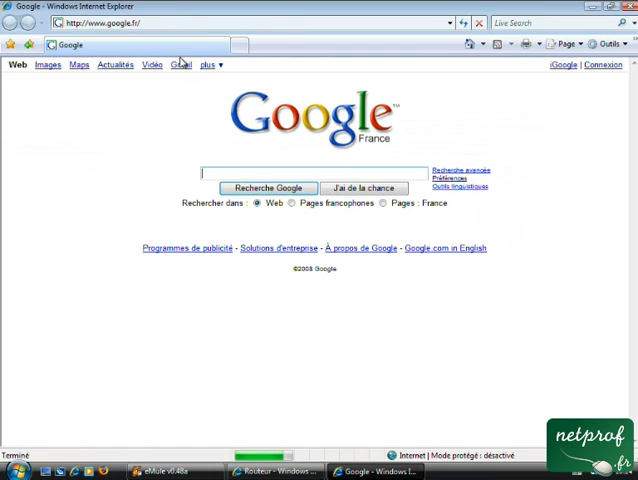 Google - Windows Internet Explorer
http://www.google.fr/
Live Search
Google
Page
Outils
Web Images Maps Actualités Vidéo Gmail plus ▼
iGoogle | Connexion
Google™
France
Recherche avancée
Préférences
Outils linguistiques
Recherche Google J'ai de la chance
Rechercher dans : Web Pages francophones Pages : France
Programmes de publicité - Solutions d'entreprise - À propos de Google - Google.com in English
©2008 Google
Terminé
Internet | Mode protégé : désactivé
eMule v0.48a
Routeur - Windows ...
Google - Windows I...
netprof
.fr